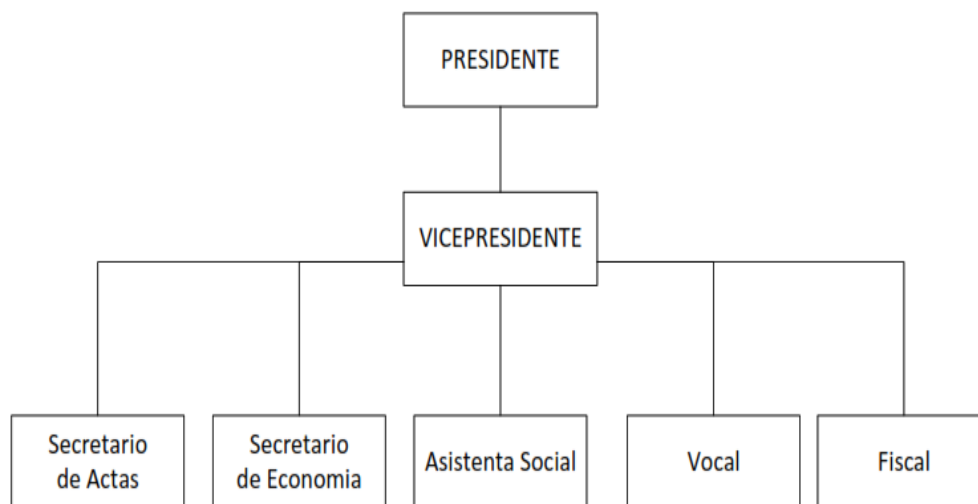 PRESIDENTE
VICEPRESIDENTE
Secretario
de Actas
Secretario
de Economia
Asistenta Social
Vocal
Fiscal